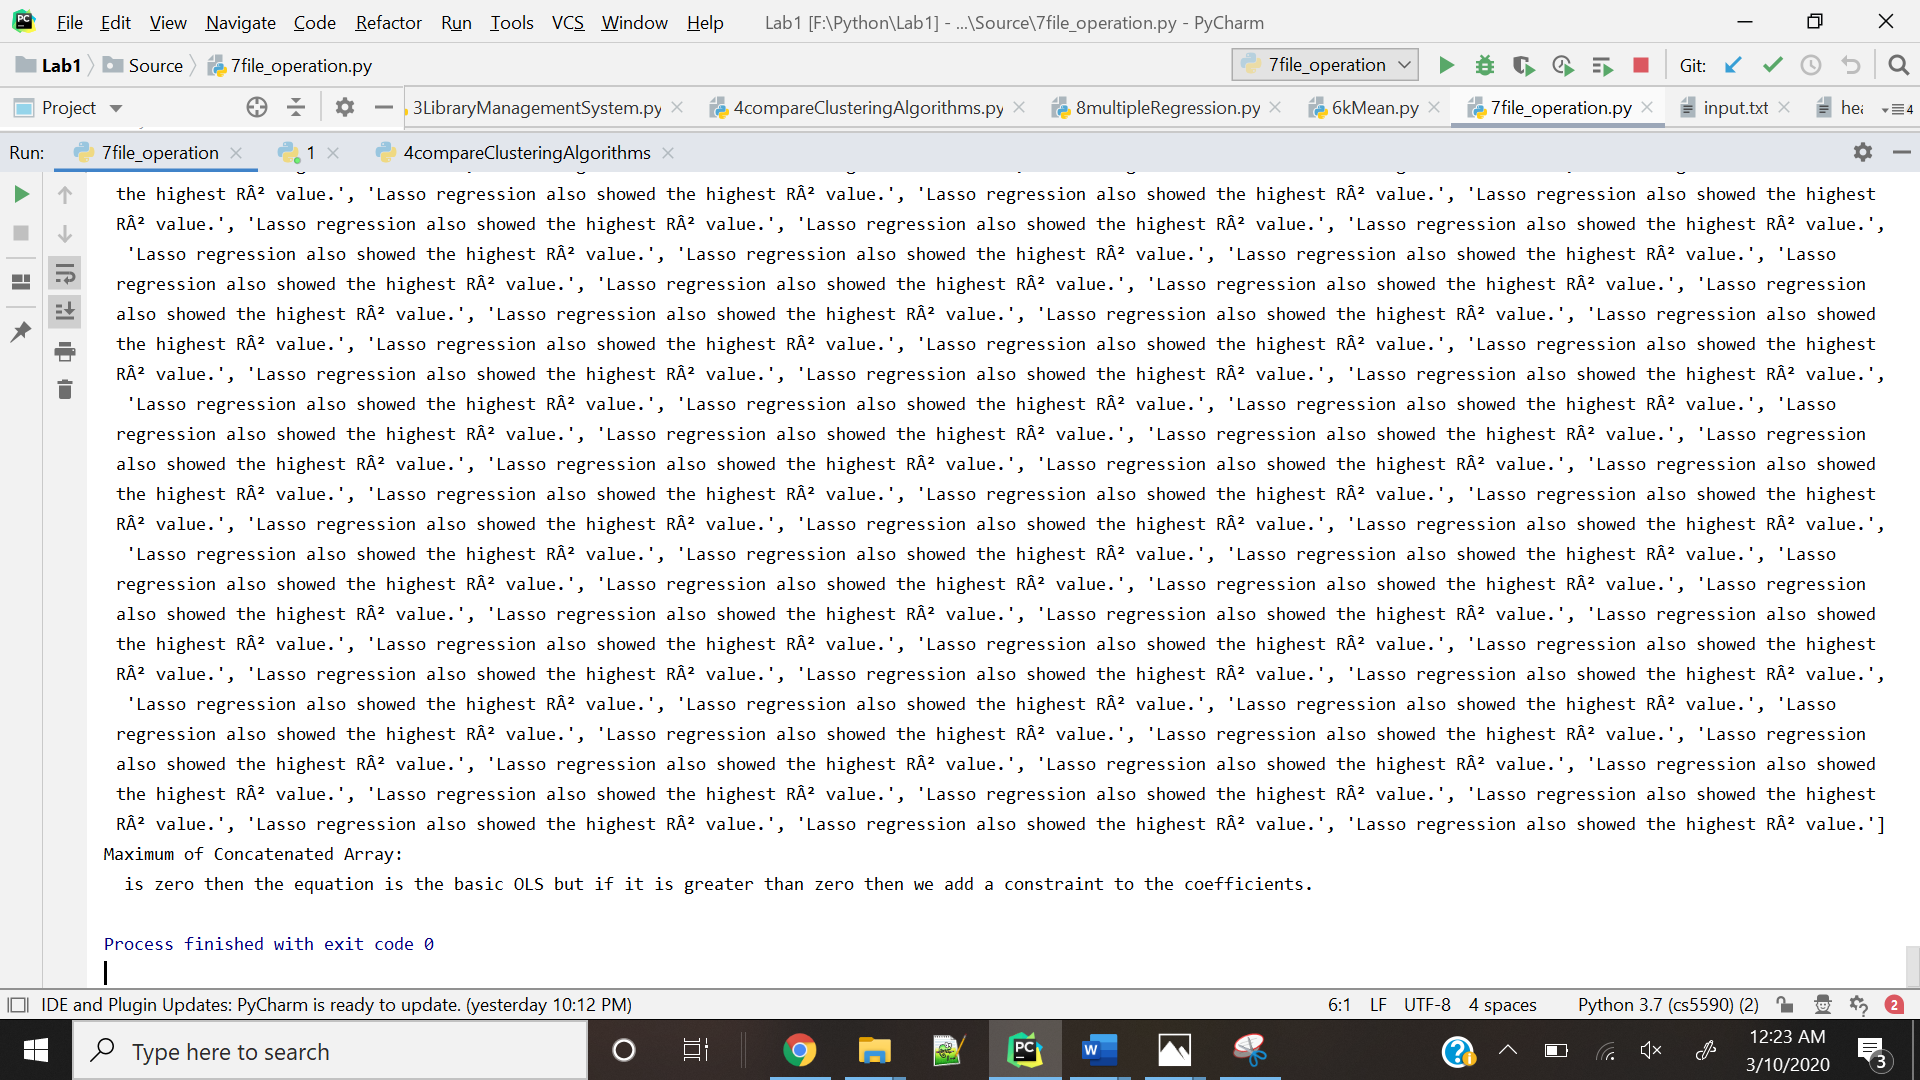 File Edit View Navigate Code Refactor Run Tools VCS Window Help Lab1 [F:\Python\Lab1] - ...\Source\7file_operation.py - PyCharm
Lab1 Source 7file_operation.py 7file_operation Git:
Project 3LibraryManagementSystem.py 4compareClusteringAlgorithms.py 8multipleRegression.py 6kMean.py 7file_operation.py input.txt 4
Run: 7file_operation 1 4compareClusteringAlgorithms
the highest RÂ² value.', 'Lasso regression also showed the highest RÂ² value.', 'Lasso regression also showed the highest RÂ² value.', 'Lasso regression also showed the highest
RÂ² value.', 'Lasso regression also showed the highest RÂ² value.', 'Lasso regression also showed the highest RÂ² value.', 'Lasso regression also showed the highest RÂ² value.',
'Lasso regression also showed the highest RÂ² value.', 'Lasso regression also showed the highest RÂ² value.', 'Lasso regression also showed the highest RÂ² value.', 'Lasso
regression also showed the highest RÂ² value.', 'Lasso regression also showed the highest RÂ² value.', 'Lasso regression also showed the highest RÂ² value.', 'Lasso regression
also showed the highest RÂ² value.', 'Lasso regression also showed the highest RÂ² value.', 'Lasso regression also showed the highest RÂ² value.', 'Lasso regression also showed
the highest RÂ² value.', 'Lasso regression also showed the highest RÂ² value.', 'Lasso regression also showed the highest RÂ² value.', 'Lasso regression also showed the highest
RÂ² value.', 'Lasso regression also showed the highest RÂ² value.', 'Lasso regression also showed the highest RÂ² value.', 'Lasso regression also showed the highest RÂ² value.',
'Lasso regression also showed the highest RÂ² value.', 'Lasso regression also showed the highest RÂ² value.', 'Lasso regression also showed the highest RÂ² value.', 'Lasso
regression also showed the highest RÂ² value.', 'Lasso regression also showed the highest RÂ² value.', 'Lasso regression also showed the highest RÂ² value.', 'Lasso regression
also showed the highest RÂ² value.', 'Lasso regression also showed the highest RÂ² value.', 'Lasso regression also showed the highest RÂ² value.', 'Lasso regression also showed
the highest RÂ² value.', 'Lasso regression also showed the highest RÂ² value.', 'Lasso regression also showed the highest RÂ² value.', 'Lasso regression also showed the highest
RÂ² value.', 'Lasso regression also showed the highest RÂ² value.', 'Lasso regression also showed the highest RÂ² value.', 'Lasso regression also showed the highest RÂ² value.',
'Lasso regression also showed the highest RÂ² value.', 'Lasso regression also showed the highest RÂ² value.', 'Lasso regression also showed the highest RÂ² value.', 'Lasso
regression also showed the highest RÂ² value.', 'Lasso regression also showed the highest RÂ² value.', 'Lasso regression also showed the highest RÂ² value.', 'Lasso regression
also showed the highest RÂ² value.', 'Lasso regression also showed the highest RÂ² value.', 'Lasso regression also showed the highest RÂ² value.', 'Lasso regression also showed
the highest RÂ² value.', 'Lasso regression also showed the highest RÂ² value.', 'Lasso regression also showed the highest RÂ² value.', 'Lasso regression also showed the highest
RÂ² value.', 'Lasso regression also showed the highest RÂ² value.', 'Lasso regression also showed the highest RÂ² value.', 'Lasso regression also showed the highest RÂ² value.',
'Lasso regression also showed the highest RÂ² value.', 'Lasso regression also showed the highest RÂ² value.', 'Lasso regression also showed the highest RÂ² value.', 'Lasso
regression also showed the highest RÂ² value.', 'Lasso regression also showed the highest RÂ² value.', 'Lasso regression also showed the highest RÂ² value.', 'Lasso regression
also showed the highest RÂ² value.', 'Lasso regression also showed the highest RÂ² value.', 'Lasso regression also showed the highest RÂ² value.', 'Lasso regression also showed
the highest RÂ² value.', 'Lasso regression also showed the highest RÂ² value.', 'Lasso regression also showed the highest RÂ² value.', 'Lasso regression also showed the highest
RÂ² value.', 'Lasso regression also showed the highest RÂ² value.', 'Lasso regression also showed the highest RÂ² value.', 'Lasso regression also showed the highest RÂ² value.']
Maximum of Concatenated Array:
is zero then the equation is the basic OLS but if it is greater than zero then we add a constraint to the coefficients.
Process finished with exit code 0
IDE and Plugin Updates: PyCharm is ready to update. (yesterday 10:12 PM) 6:1 LF UTF-8 4 spaces Python 3.7 (cs5590) (2) 2
Type here to search 12:23 AM
3/10/2020 3